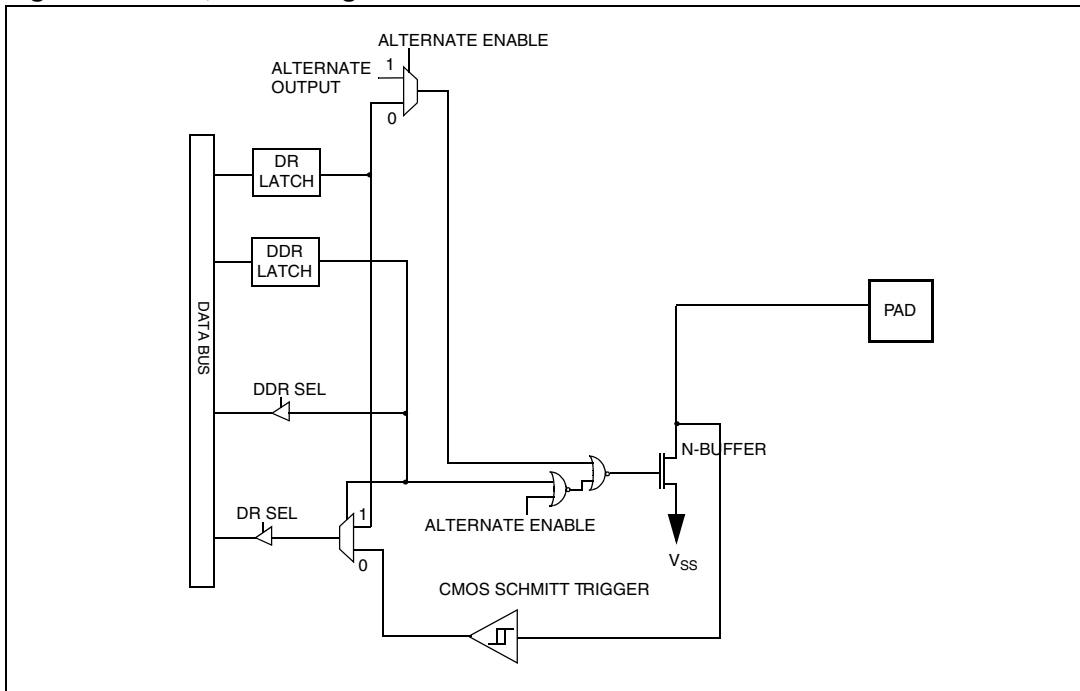 ALTERNATE ENABLE
ALTERNATE
OUTPUT
1
0
DR
LATCH
DDR
LATCH
DATA BUS
PAD
DDR SEL
N-BUFFER
DR SEL
1
ALTERNATE ENABLE
0
VSS
CMOS SCHMITT TRIGGER